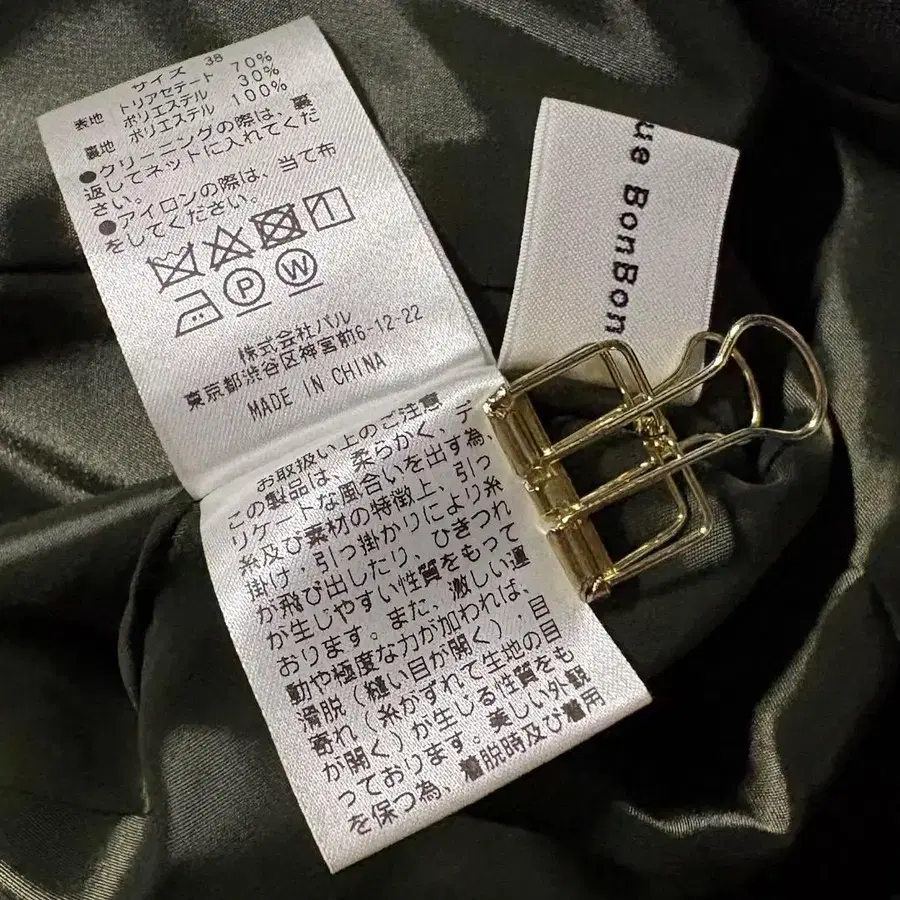 サイズ 38
表地 トリアセテート 70%
ポリエステル 30%
裏地 ポリエステル 100%
●クリーニングの際は、裏
返してネットに入れてくだ
さい。
●アイロンの際は、当て布
をしてください。
P W
株式会社パル
東京都渋谷区神宮前6-12-22
MADE IN CHINA
お取扱い上のご注意
この製品は、柔らかく、デ
リケートな風合いを出す為、
糸及び素材の特徴上、引っ
掛け・引っ掛かりにより糸
が飛び出したり、ひきつれ
が生じやすい性質をもって
おります。また、激しい運
動や極度な力が加われば、
滑脱（縫い目が開く）・目
寄れ（糸がずれて生地の目
が開く）が生じる性質をも
っております。美しい外観
を保つ為、着脱時及び着用
ue BonBon